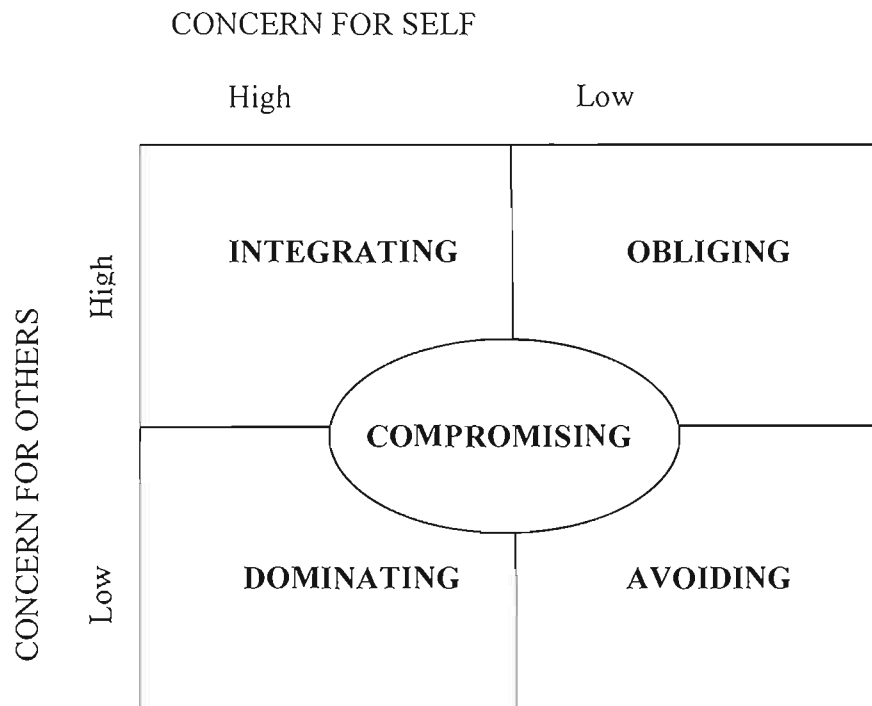 CONCERN FOR SELF
High Low
INTEGRATING OBLIGING
High
CONCERN FOR OTHERS
COMPROMISING
Low
DOMINATING AVOIDING